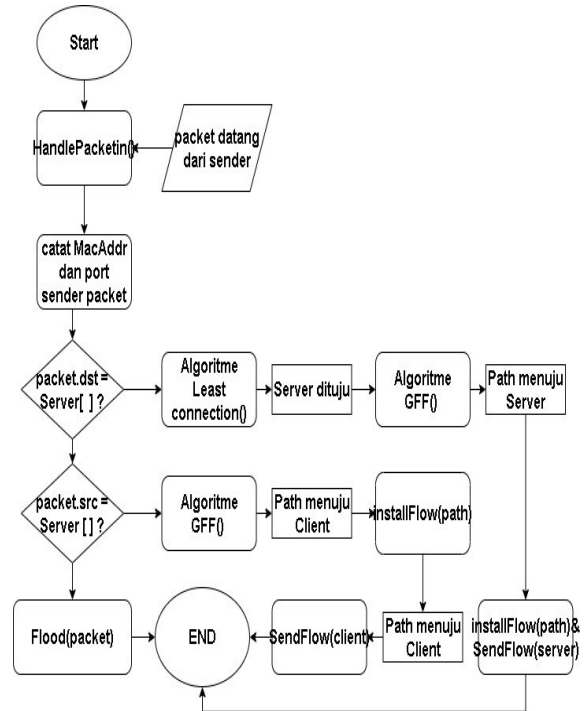 Start
HandlePacketin()
packet datang
dari sender
catat MacAddr
dan port
sender packet
packet.dst =
Server[ ] ?
Algoritme
Least
connection()
Server dituju
Algoritme
GFF()
Path menuju
Server
packet.src =
Server [ ] ?
Algoritme
GFF()
Path menuju
Client
installFlow(path)
Flood(packet)
END
SendFlow(client)
Path menuju
Client
installFlow(path)&
SendFlow(server)